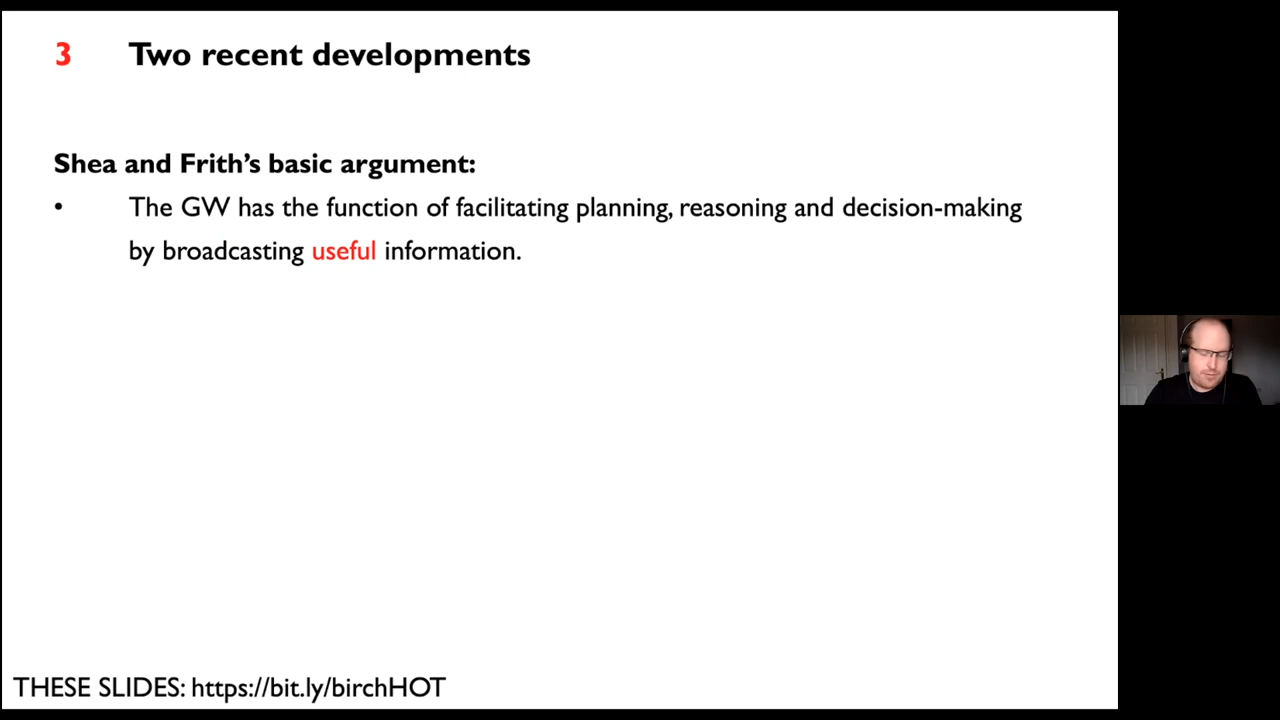 3 Two recent developments
Shea and Frith's basic argument:
• The GW has the function of facilitating planning, reasoning and decision-making
by broadcasting useful information.
THESE SLIDES: https://bit.ly/birchHOT